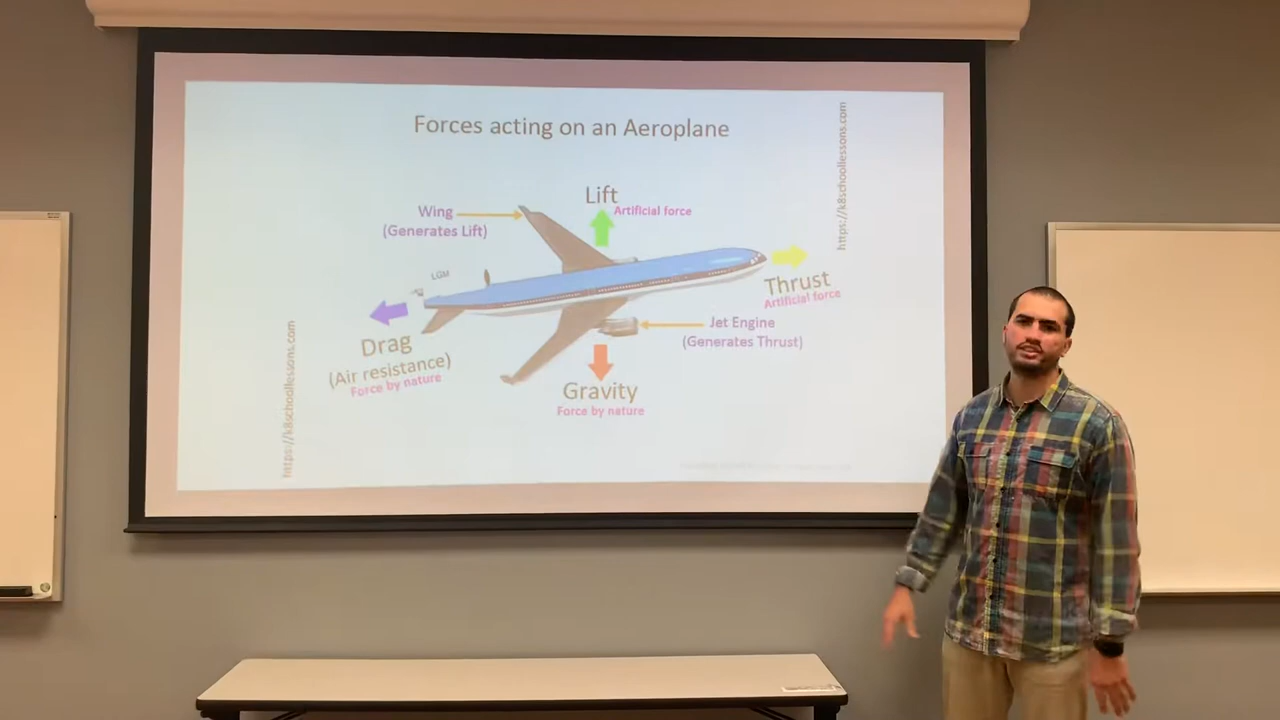 Forces acting on an Aeroplane
https://k8schoollessons.com
Lift
Artificial force
Wing
(Generates Lift)
LGM
Thrust
Artificial force
Jet Engine
(Generates Thrust)
Drag
(Air resistance)
Force by nature
Gravity
Force by nature
https://k8schoollessons.com